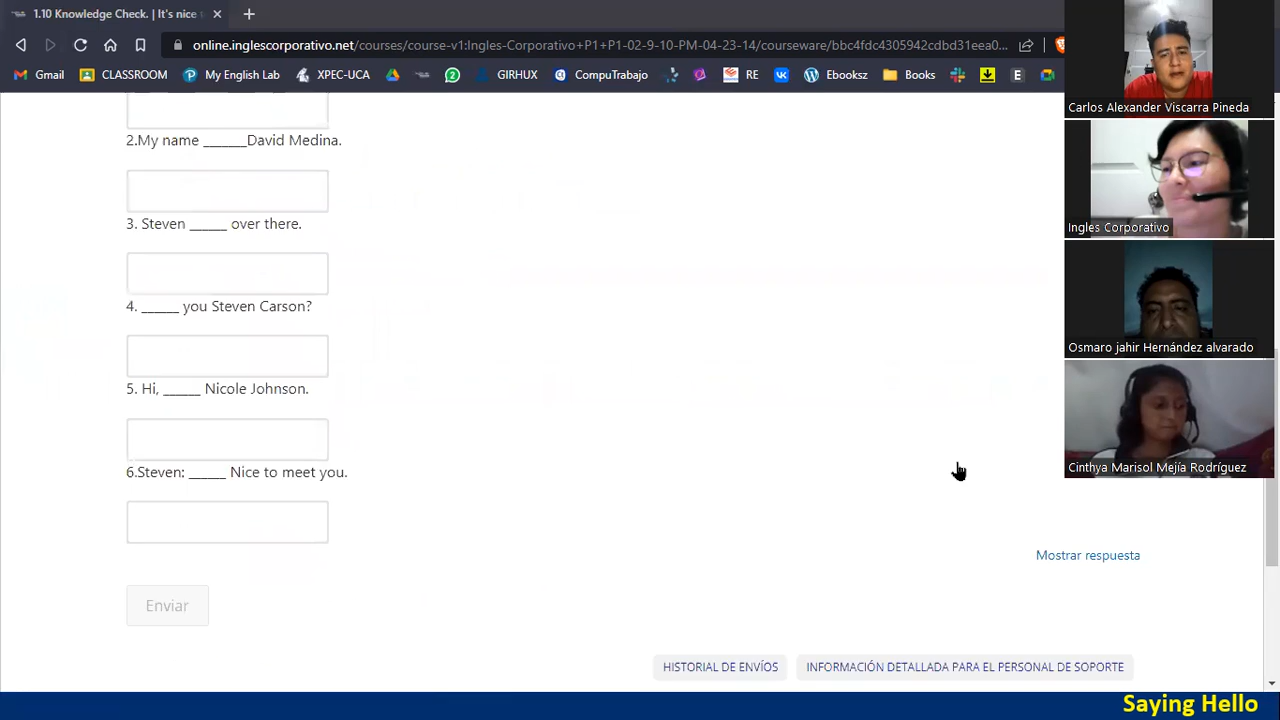 1.10 Knowledge Check. | It's nice
online.inglescorporativo.net/courses/course-v1:Ingles-Corporativo+P1+P1-02-9-10-PM-04-23-14/courseware/bbc4fdc4305942cdbd31eea0...
Gmail CLASSROOM My English Lab XPEC-UCA GIRHUX CompuTrabajo RE Ebooksz Books
2.My name _______David Medina.
3. Steven ______ over there.
4. ______ you Steven Carson?
5. Hi, ______ Nicole Johnson.
6.Steven: ______ Nice to meet you.
Mostrar respuesta
Enviar
HISTORIAL DE ENVÍOS INFORMACIÓN DETALLADA PARA EL PERSONAL DE SOPORTE
Carlos Alexander Viscarra Pineda
Ingles Corporativo
Osmaro jahir Hernández alvarado
Cinthya Marisol Mejía Rodríguez
Saying Hello